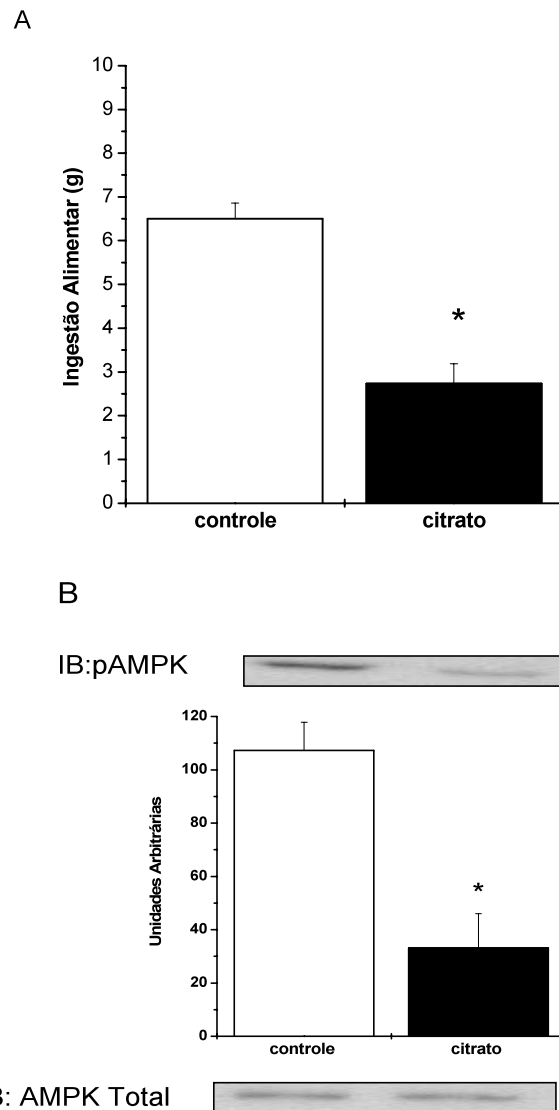 A
10
9
8
7
6
5
4
3
2
1
0
Ingestão Alimentar (g)
*
controle citrato
B
IB:pAMPK
120
100
80
60
40
20
0
Unidades Arbitrárias
*
controle citrato
: AMPK Total